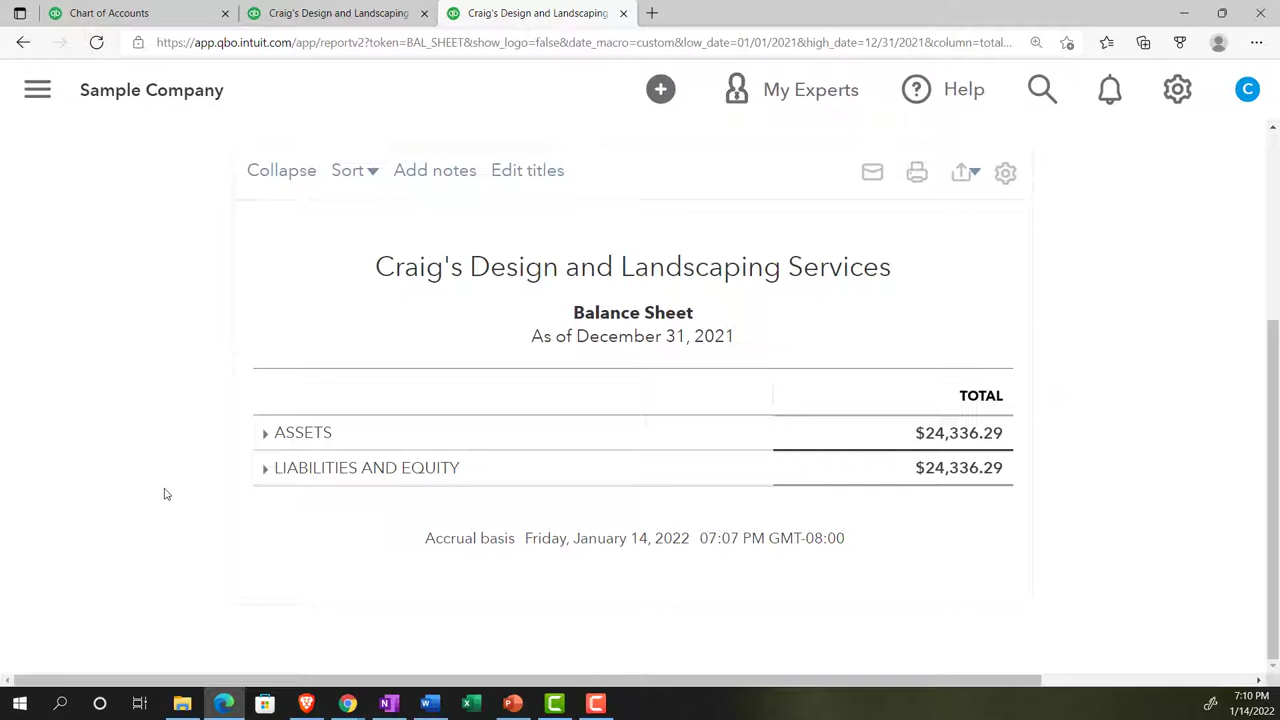 Chart of Accounts
Craig's Design and Landscaping
Craig's Design and Landscaping
https://app.qbo.intuit.com/app/reportv2?token=BAL_SHEET&show_logo=false&date_macro=custom&low_date=01/01/2021&high_date=12/31/2021&column=total...
Sample Company
My Experts
Help
C
Collapse Sort Add notes Edit titles
Craig's Design and Landscaping Services
Balance Sheet
As of December 31, 2021
TOTAL
ASSETS $24,336.29
LIABILITIES AND EQUITY $24,336.29
Accrual basis Friday, January 14, 2022 07:07 PM GMT-08:00
7:10 PM
1/14/2022